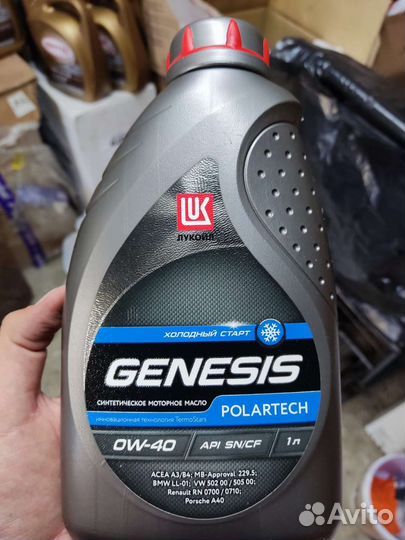 LUK
ЛУКОЙЛ
ХОЛОДНЫЙ СТАРТ
GENESIS
СИНТЕТИЧЕСКОЕ МОТОРНОЕ МАСЛО
POLARTECH
инновационная технология TermoStars
0W-40 API SN/CF 1 л
ACEA A3/B4; MB-Approval 229.5;
BMW LL-01; VW 502 00 / 505 00;
Renault RN 0700 / 0710;
Porsche A40
Avito